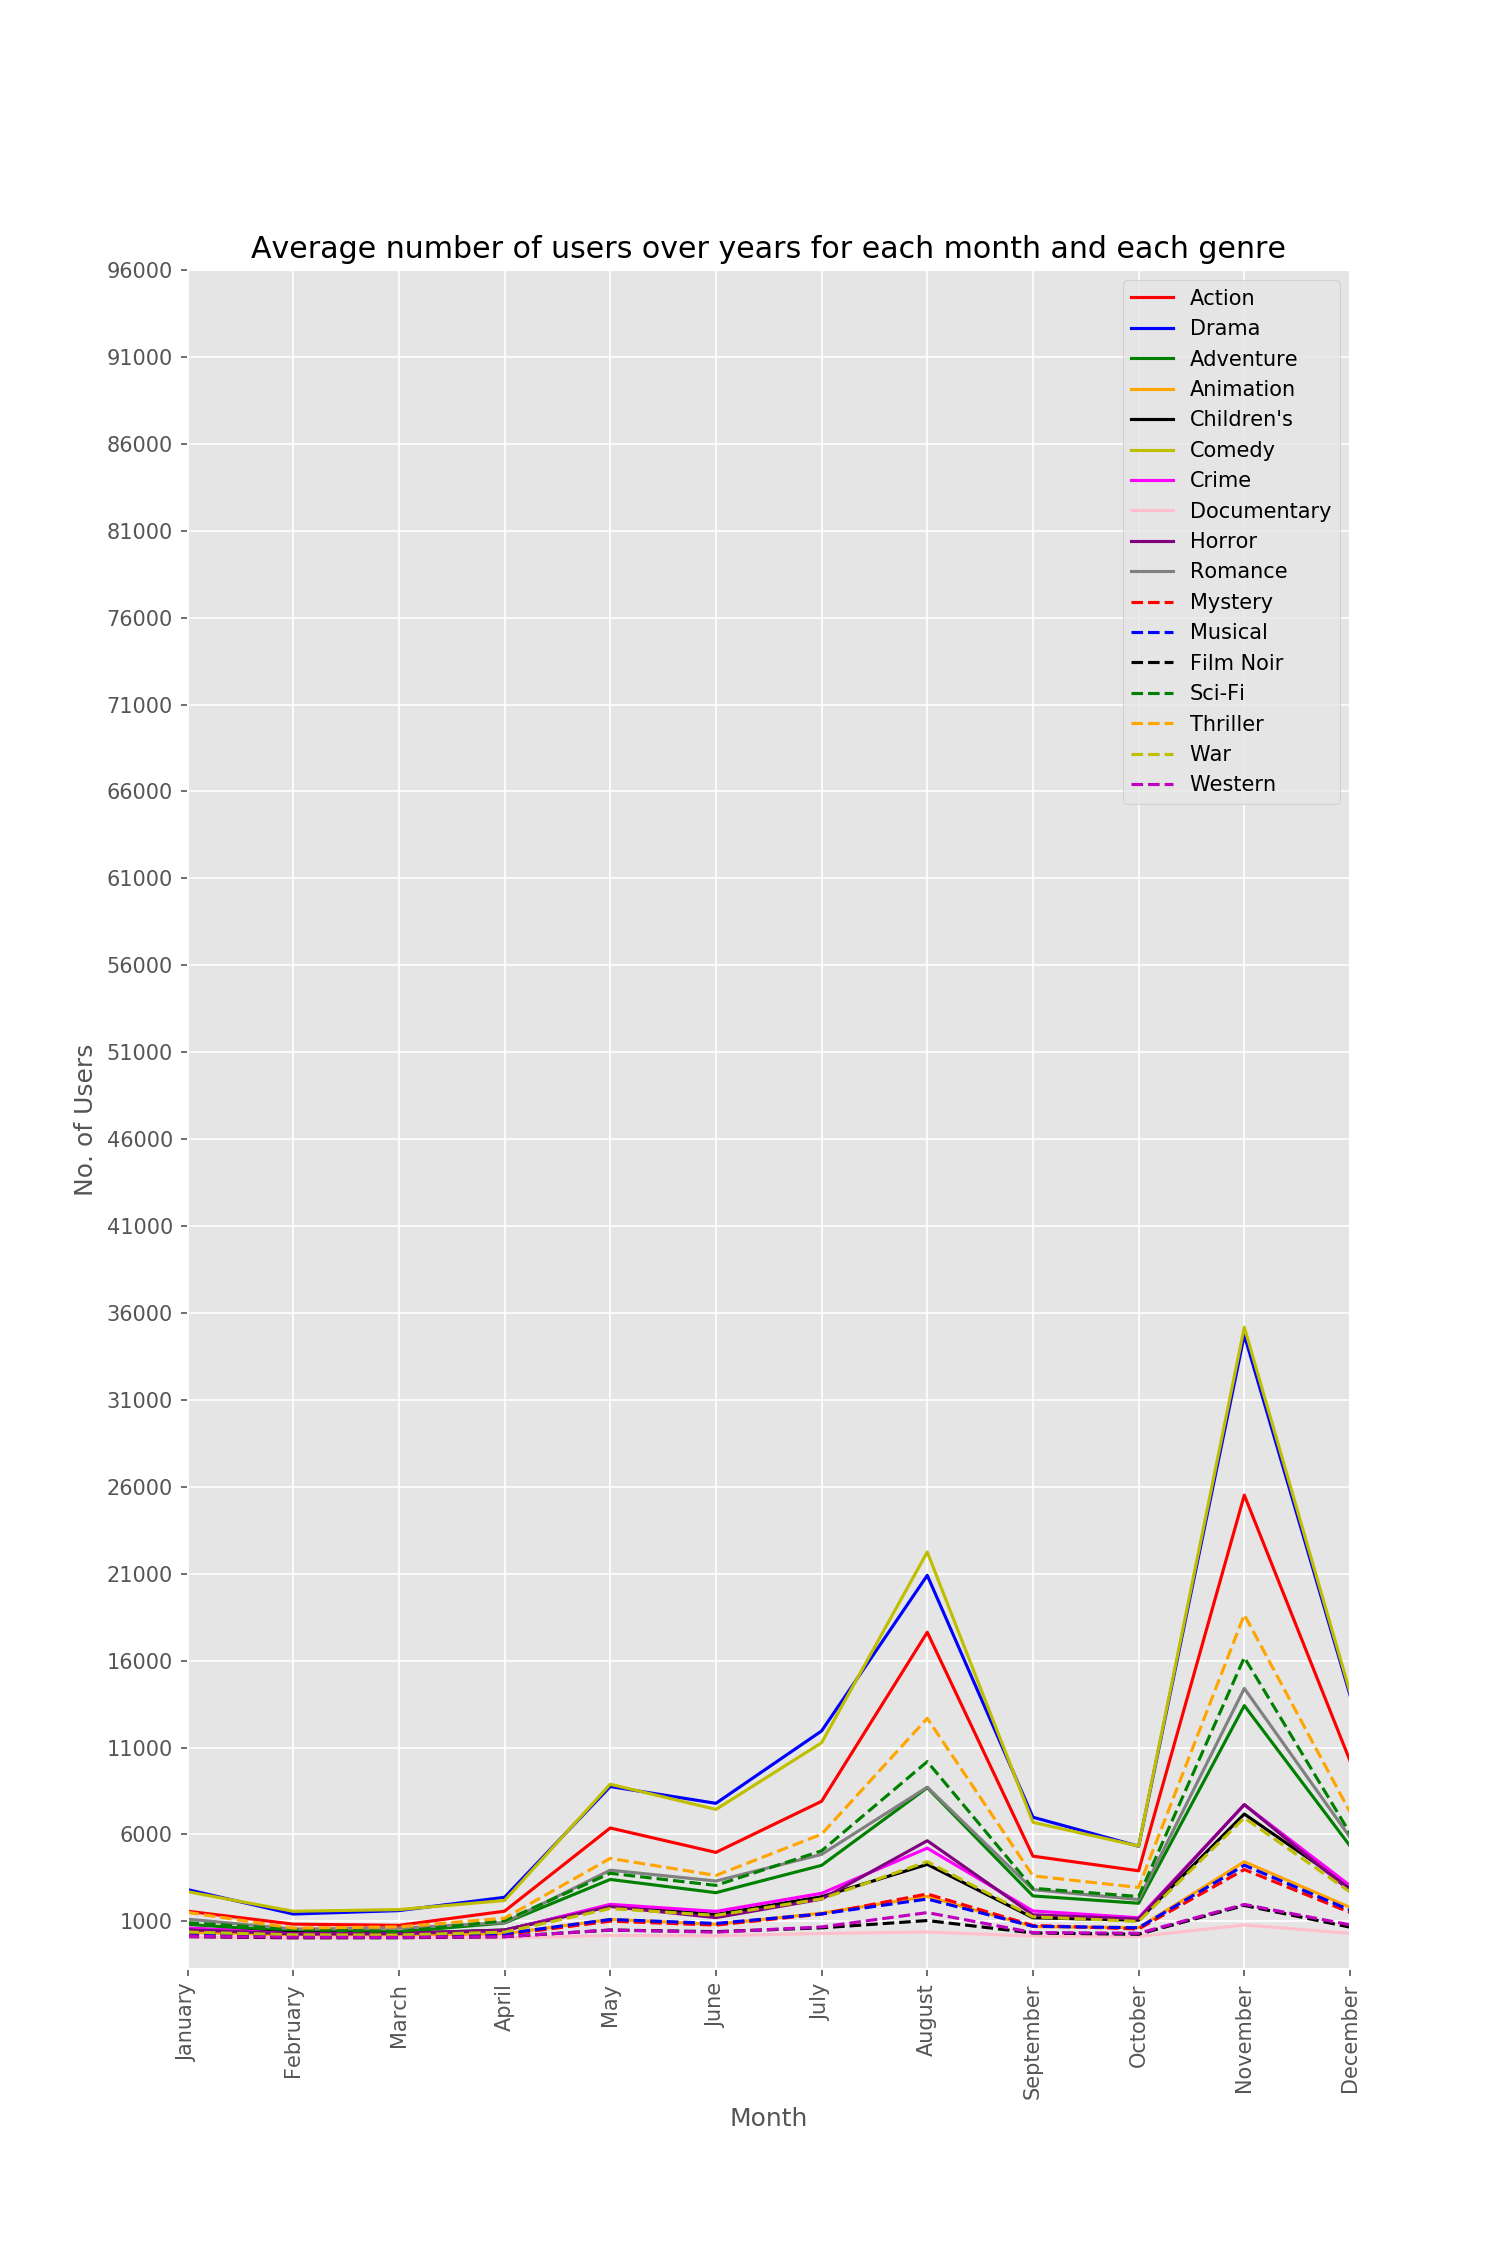 Average number of users over years for each month and each genre
96000
91000
86000
81000
76000
71000
66000
61000
56000
51000
46000
41000
36000
31000
26000
21000
16000
11000
6000
1000
No. of Users
Action
Drama
Adventure
Animation
Children's
Comedy
Crime
Documentary
Horror
Romance
Mystery
Musical
Film Noir
Sci-Fi
Thriller
War
Western
January
February
March
April
May
June
July
August
September
October
November
December
Month